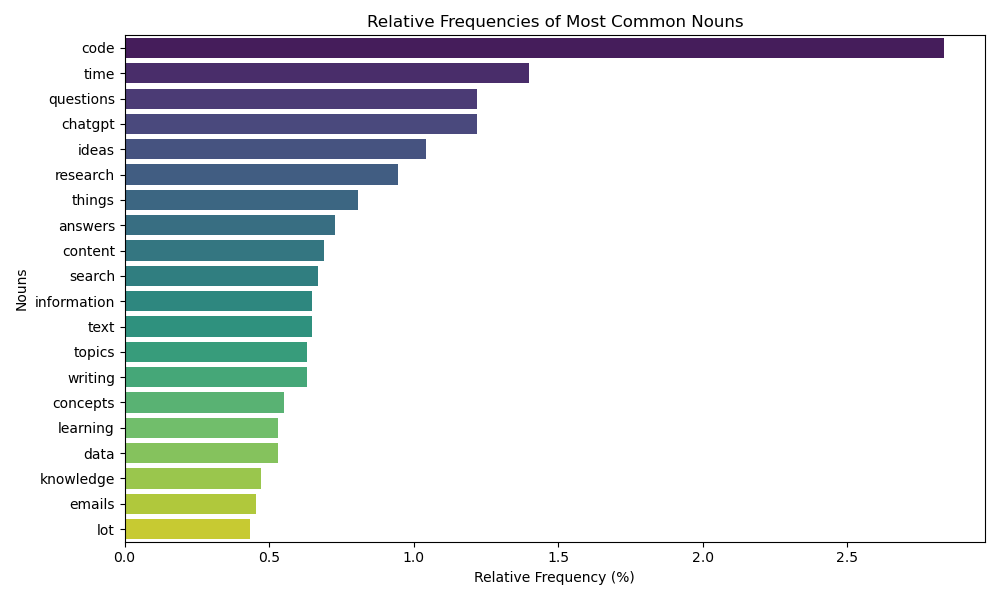 Relative Frequencies of Most Common Nouns
Nouns
code
time
questions
chatgpt
ideas
research
things
answers
content
search
information
text
topics
writing
concepts
learning
data
knowledge
emails
lot
0.0 0.5 1.0 1.5 2.0 2.5
Relative Frequency (%)